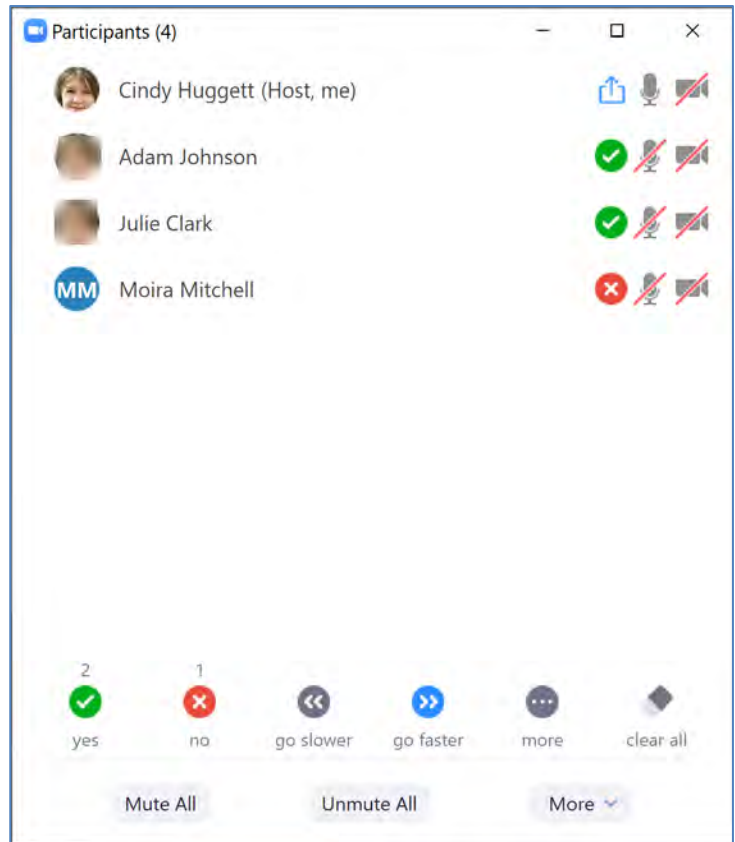 Participants (4)
Cindy Huggett (Host, me)
Adam Johnson
Julie Clark
MM Moira Mitchell
2 1
yes no go slower go faster more clear all
Mute All Unmute All More